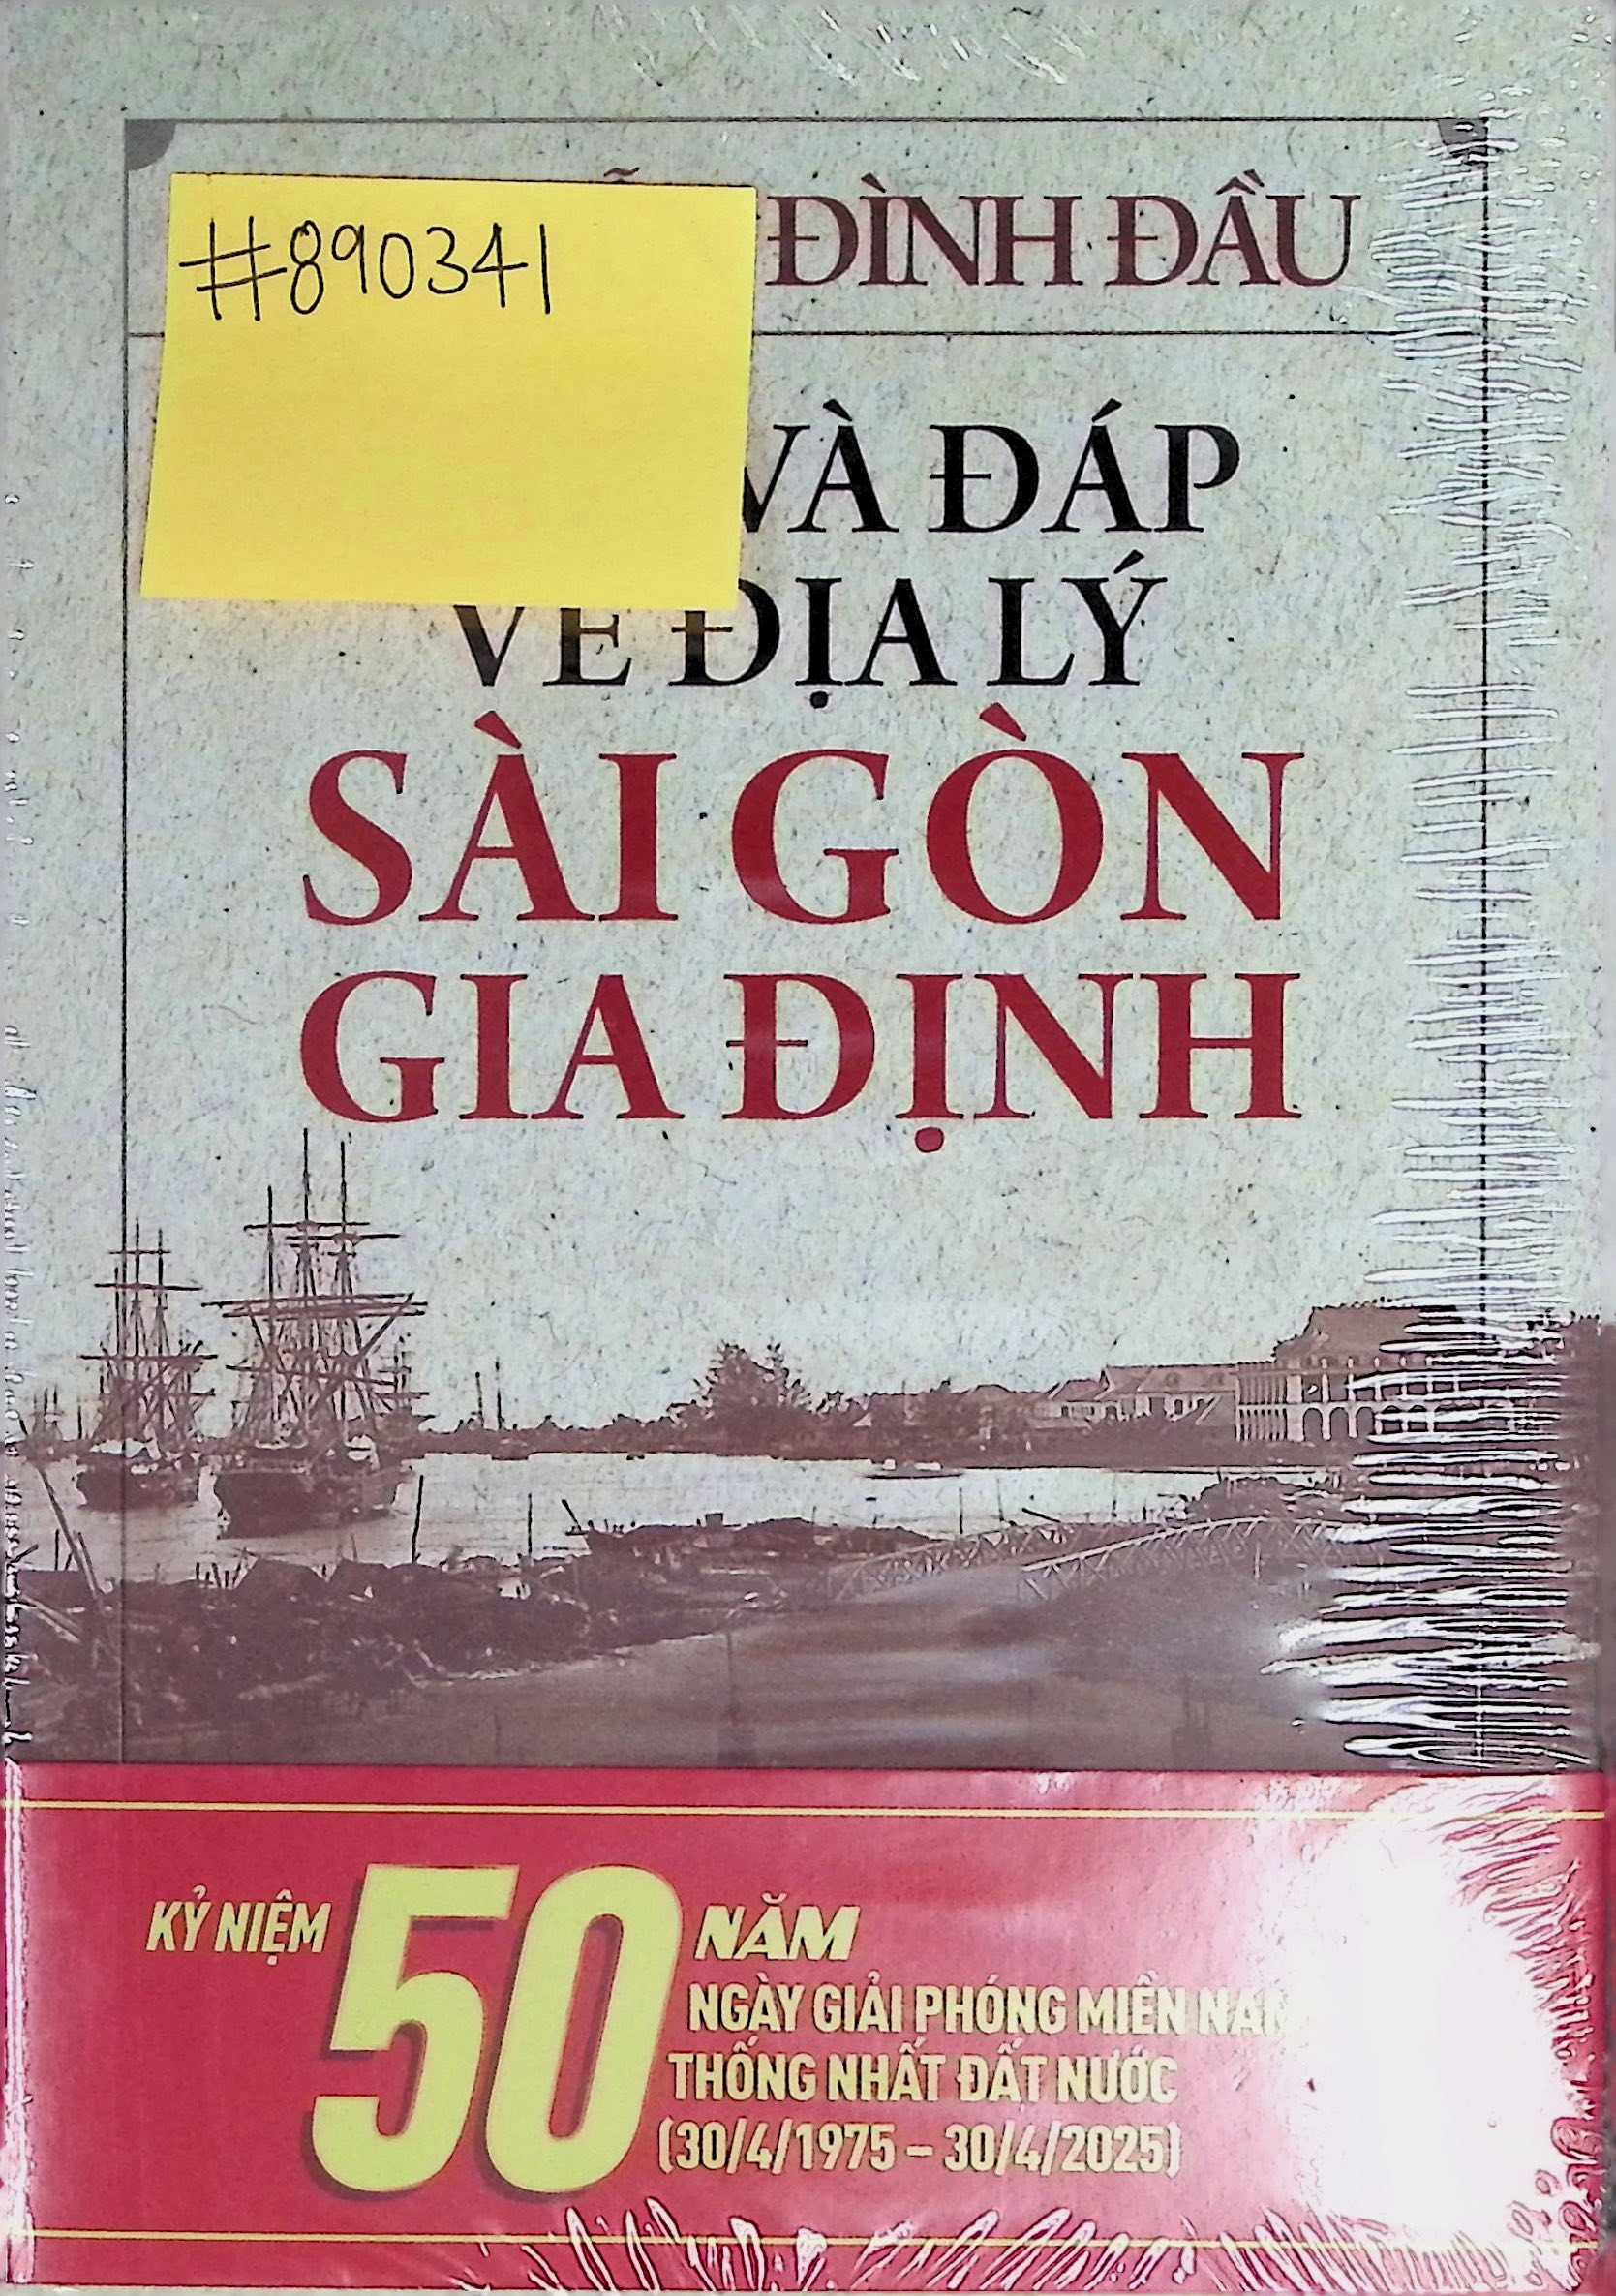 #890341
ĐÌNH ĐẦU
VÀ ĐÁP
VỀ ĐỊA LÝ
SÀI GÒN
GIA ĐỊNH
KỶ NIỆM 50 NĂM
NGÀY GIẢI PHÓNG MIỀN NAM
THỐNG NHẤT ĐẤT NƯỚC
(30/4/1975 – 30/4/2025)